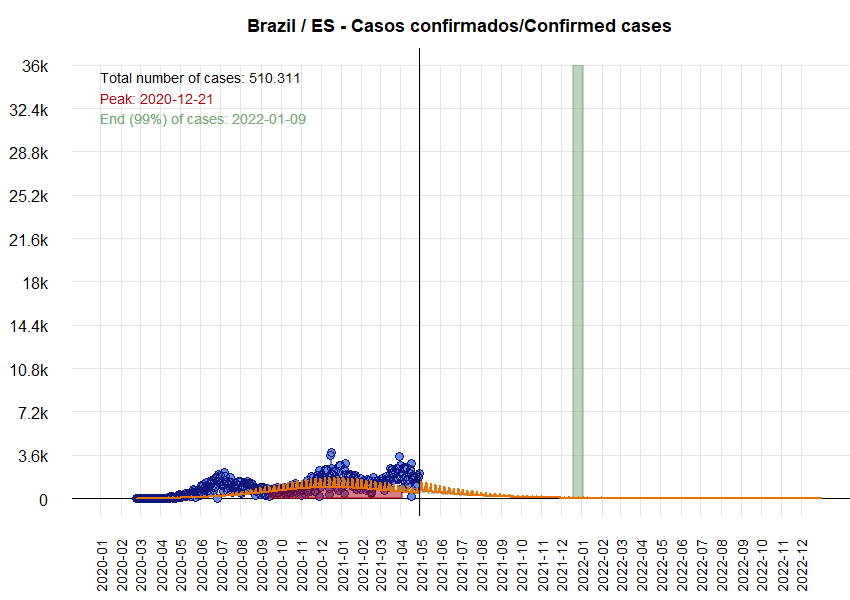 Brazil / ES - Casos confirmados/Confirmed cases
36k
32.4k
28.8k
25.2k
21.6k
18k
14.4k
10.8k
7.2k
3.6k
0
Total number of cases: 510.311
Peak: 2020-12-21
End (99%) of cases: 2022-01-09
2020-01
2020-02
2020-03
2020-04
2020-05
2020-06
2020-07
2020-08
2020-09
2020-10
2020-11
2020-12
2021-01
2021-02
2021-03
2021-04
2021-05
2021-06
2021-07
2021-08
2021-09
2021-10
2021-11
2021-12
2022-01
2022-02
2022-03
2022-04
2022-05
2022-06
2022-07
2022-08
2022-09
2022-10
2022-11
2022-12